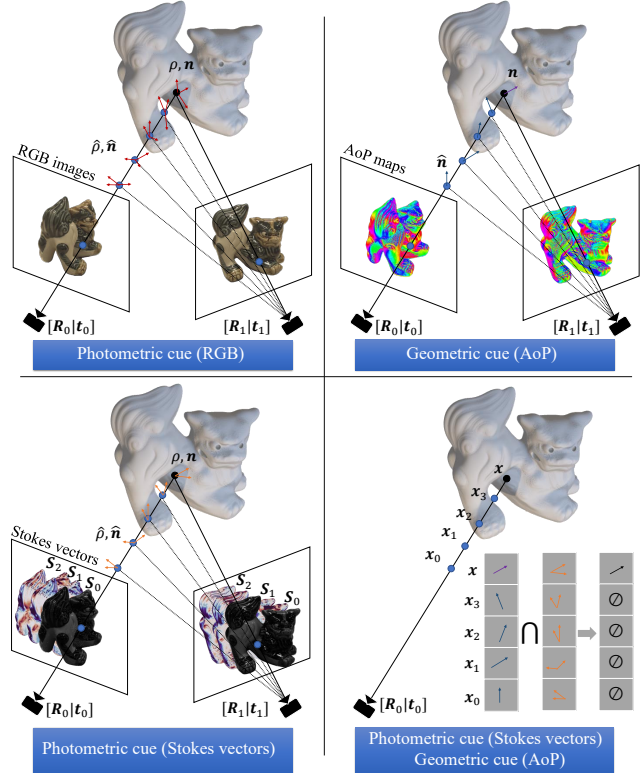 ρ, n
ρ̂, n̂
RGB images
[R₀|t₀]
[R₁|t₁]
Photometric cue (RGB)
n
n̂
AoP maps
[R₀|t₀]
[R₁|t₁]
Geometric cue (AoP)
ρ, n
ρ̂, n̂
Stokes vectors
S₂ S₁ S₀
S₂ S₁ S₀
[R₀|t₀]
[R₁|t₁]
Photometric cue (Stokes vectors)
x
x₃
x₂
x₁
x₀
x
x₃ ∅
x₂ ⋂ ∅
x₁ ∅
x₀ ∅
[R₀|t₀]
Photometric cue (Stokes vectors)
Geometric cue (AoP)